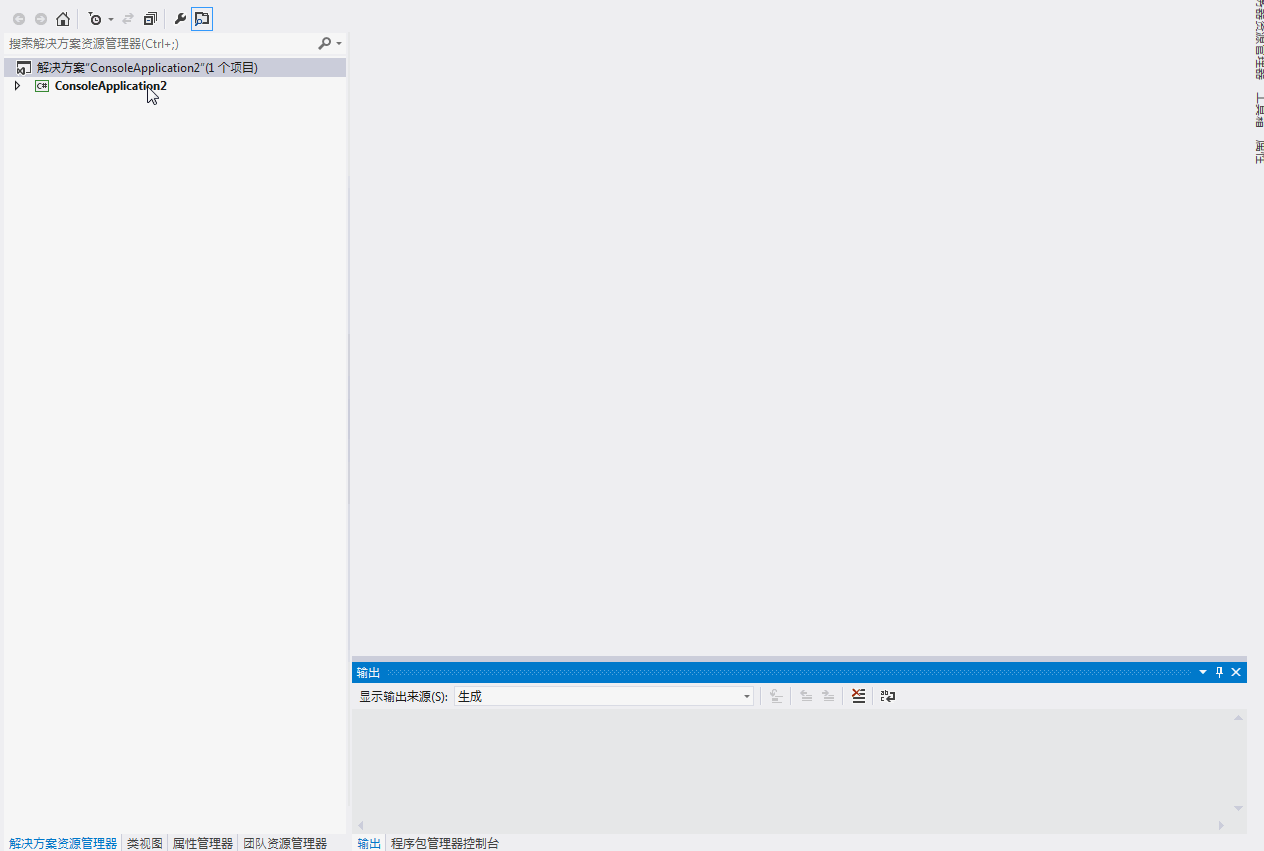 搜索解决方案资源管理器(Ctrl+;)
解决方案"ConsoleApplication2"(1 个项目)
C# ConsoleApplication2
器资源管理器
工具箱
属性
输出
显示输出来源(S): 生成
解决方案资源管理器 类视图 属性管理器 团队资源管理器
输出 程序包管理器控制台